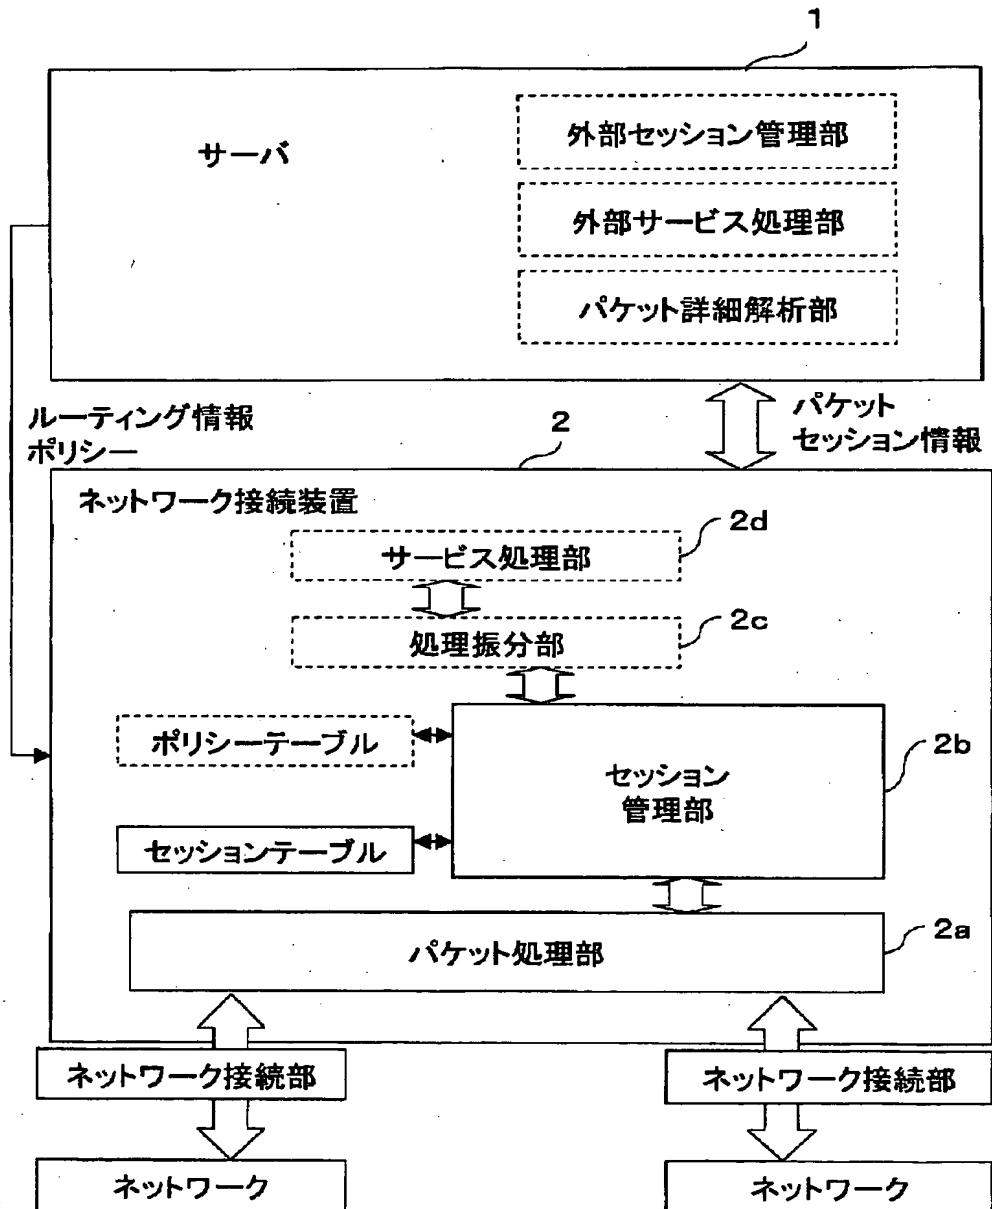 1
サーバ
外部セッション管理部
外部サービス処理部
パケット詳細解析部
ルーティング情報
ポリシー
パケット
セッション情報
2
ネットワーク接続装置
サービス処理部
2d
処理振分部
2c
ポリシーテーブル
セッション
管理部
2b
セッションテーブル
パケット処理部
2a
ネットワーク接続部
ネットワーク接続部
ネットワーク
ネットワーク